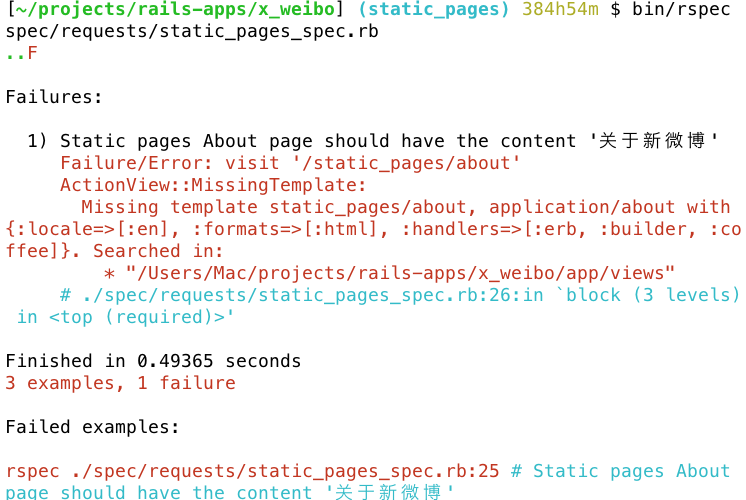 [~/projects/rails-apps/x_weibo] (static_pages) 384h54m $ bin/rspec
spec/requests/static_pages_spec.rb
..F
Failures:
1) Static pages About page should have the content '关于新微博'
Failure/Error: visit '/static_pages/about'
ActionView::MissingTemplate:
Missing template static_pages/about, application/about with
{:locale=>[:en], :formats=>[:html], :handlers=>[:erb, :builder, :co
ffee]}. Searched in:
* "/Users/Mac/projects/rails-apps/x_weibo/app/views"
# ./spec/requests/static_pages_spec.rb:26:in `block (3 levels)
in <top (required)>'
Finished in 0.49365 seconds
3 examples, 1 failure
Failed examples:
rspec ./spec/requests/static_pages_spec.rb:25 # Static pages About
page should have the content '关于新微博'